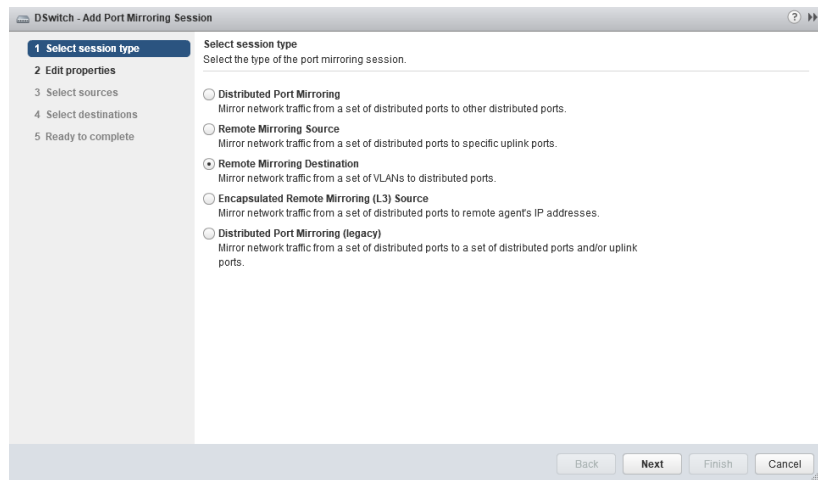 DSwitch - Add Port Mirroring Session
?
1 Select session type
2 Edit properties
3 Select sources
4 Select destinations
5 Ready to complete
Select session type
Select the type of the port mirroring session.
Distributed Port Mirroring
Mirror network traffic from a set of distributed ports to other distributed ports.
Remote Mirroring Source
Mirror network traffic from a set of distributed ports to specific uplink ports.
Remote Mirroring Destination
Mirror network traffic from a set of VLANs to distributed ports.
Encapsulated Remote Mirroring (L3) Source
Mirror network traffic from a set of distributed ports to remote agent's IP addresses.
Distributed Port Mirroring (legacy)
Mirror network traffic from a set of distributed ports to a set of distributed ports and/or uplink
ports.
Back Next Finish Cancel